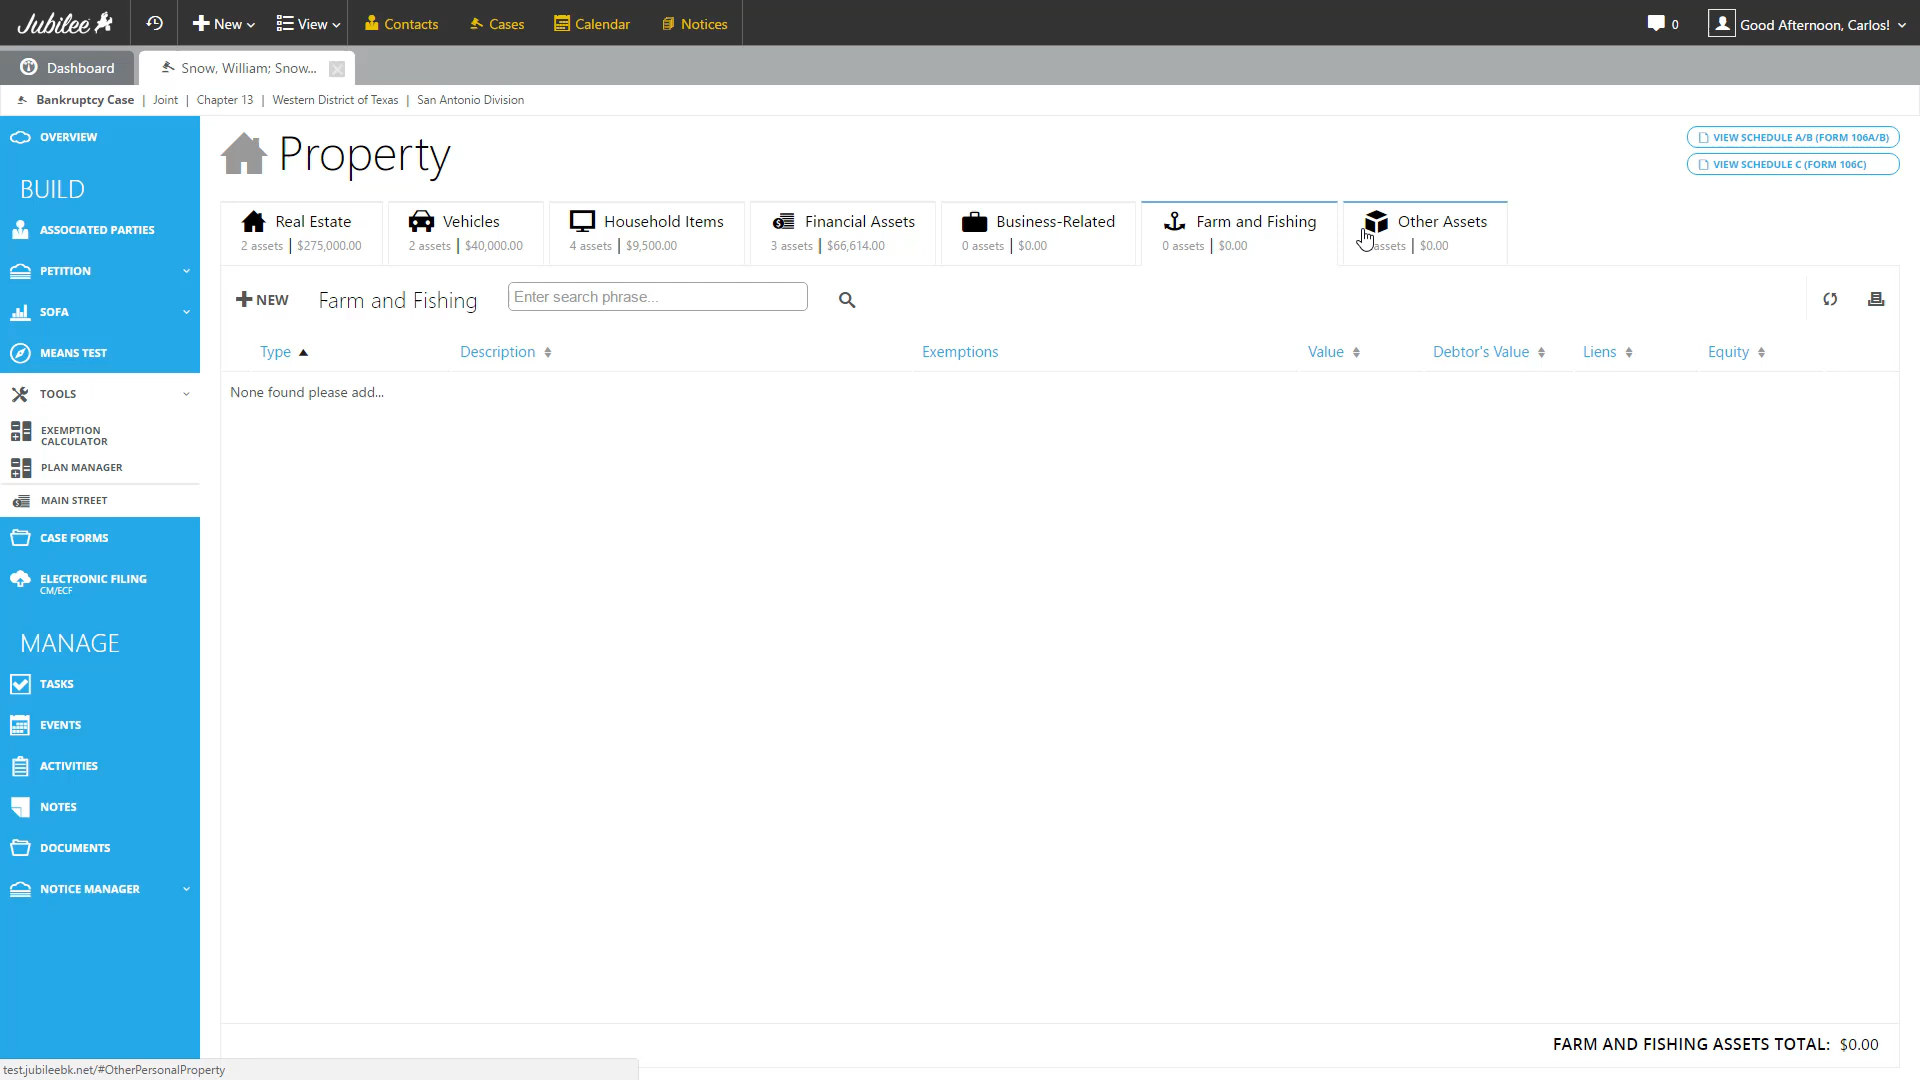 Jubilee
New
View
Contacts
Cases
Calendar
Notices
0
Good Afternoon, Carlos!
Dashboard
Snow, William; Snow...
Bankruptcy Case | Joint | Chapter 13 | Western District of Texas | San Antonio Division
OVERVIEW
BUILD
ASSOCIATED PARTIES
PETITION
SOFA
MEANS TEST
TOOLS
EXEMPTION
CALCULATOR
PLAN MANAGER
MAIN STREET
CASE FORMS
ELECTRONIC FILING
CM/ECF
MANAGE
TASKS
EVENTS
ACTIVITIES
NOTES
DOCUMENTS
NOTICE MANAGER
Property
VIEW SCHEDULE A/B (FORM 106A/B)
VIEW SCHEDULE C (FORM 106C)
Real Estate
2 assets | $275,000.00
Vehicles
2 assets | $40,000.00
Household Items
4 assets | $9,500.00
Financial Assets
3 assets | $66,614.00
Business-Related
0 assets | $0.00
Farm and Fishing
0 assets | $0.00
Other Assets
assets | $0.00
NEW
Farm and Fishing
Enter search phrase...
Type
Description
Exemptions
Value
Debtor's Value
Liens
Equity
None found please add...
FARM AND FISHING ASSETS TOTAL: $0.00
test.jubileebk.net/#OtherPersonalProperty